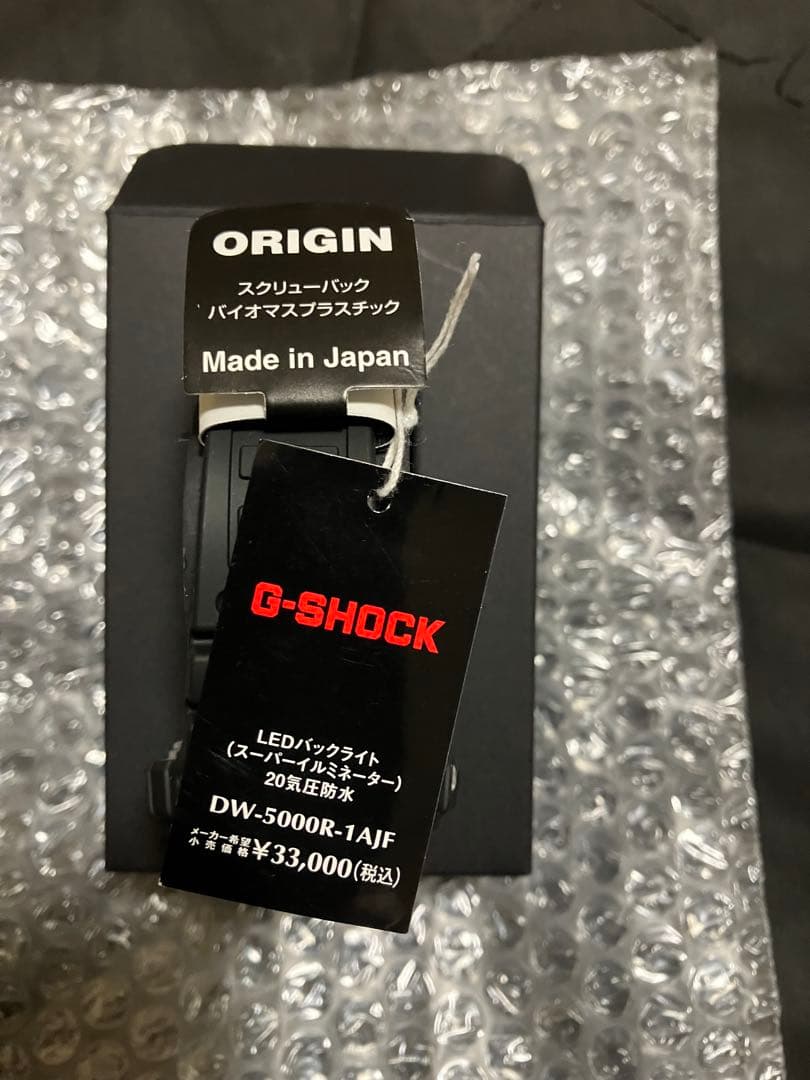 ORIGIN
スクリューバック
バイオマスプラスチック
Made in Japan
G-SHOCK
LEDバックライト
(スーパーイルミネーター)
20気圧防水
DW-5000R-1AJF
メーカー希望
小売価格 ¥33,000(税込)